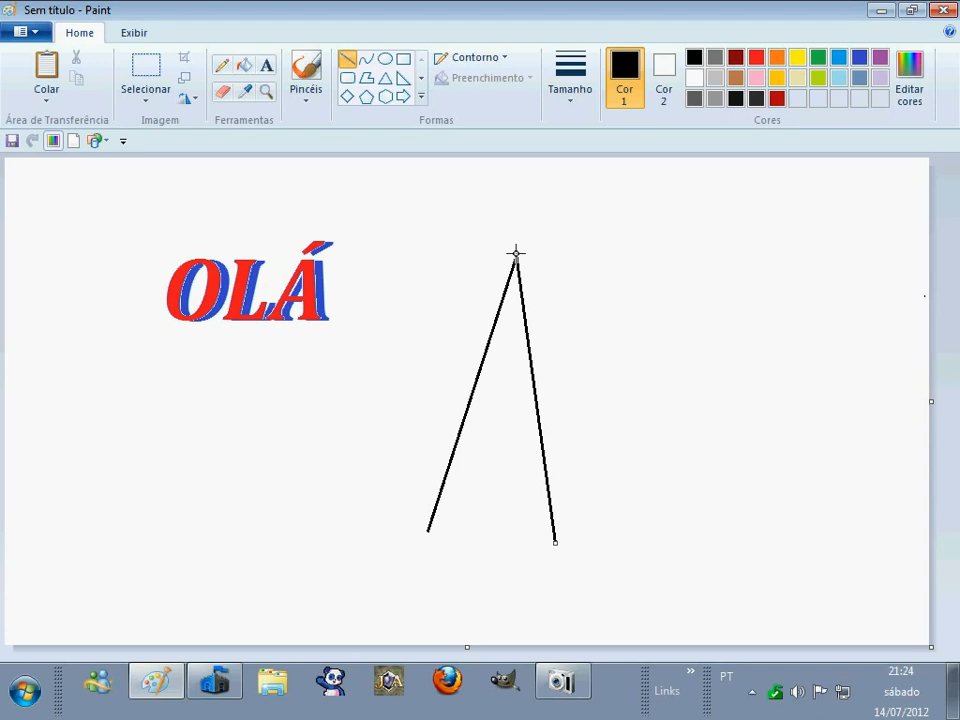 Sem título - Paint
Home
Exibir
Colar
Selecionar
A
Pincéis
Contorno
Preenchimento
Tamanho
Cor
1
Cor
2
Editar
cores
Área de Transferência
Imagem
Ferramentas
Formas
Cores
OLÁ
Links
»
PT
21:24
sábado
14/07/2012